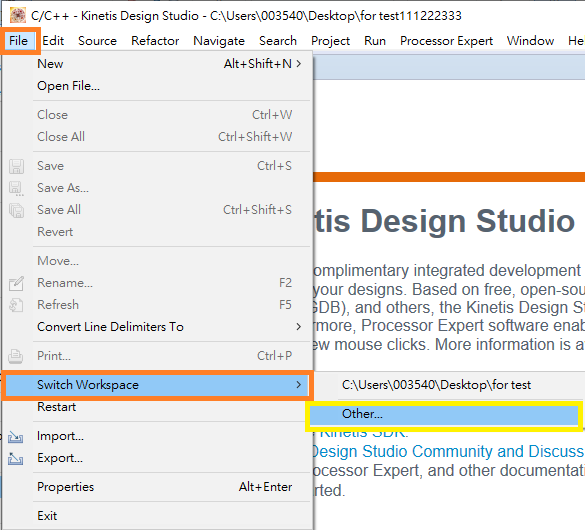 C/C++ - Kinetis Design Studio - C:\Users\003540\Desktop\for test111222333
File Edit Source Refactor Navigate Search Project Run Processor Expert Window He
New Alt+Shift+N
Open File...
Close Ctrl+W
Close All Ctrl+Shift+W
Save Ctrl+S
Save As...
Save All Ctrl+Shift+S
Revert
tis Design Studio
Move...
omplimentary integrated development
Rename... F2
your designs. Based on free, open-sou
Refresh F5
GDB), and others, the Kinetis Design St
Convert Line Delimiters To
rmore, Processor Expert software enab
ew mouse clicks. More information is a
Print... Ctrl+P
Switch Workspace
C:\Users\003540\Desktop\for test
Restart
Other...
Kinetis SDK.
Import...
Design Studio Community and Discuss
Export...
ocessor Expert, and other documentati
Properties Alt+Enter
rted.
Exit